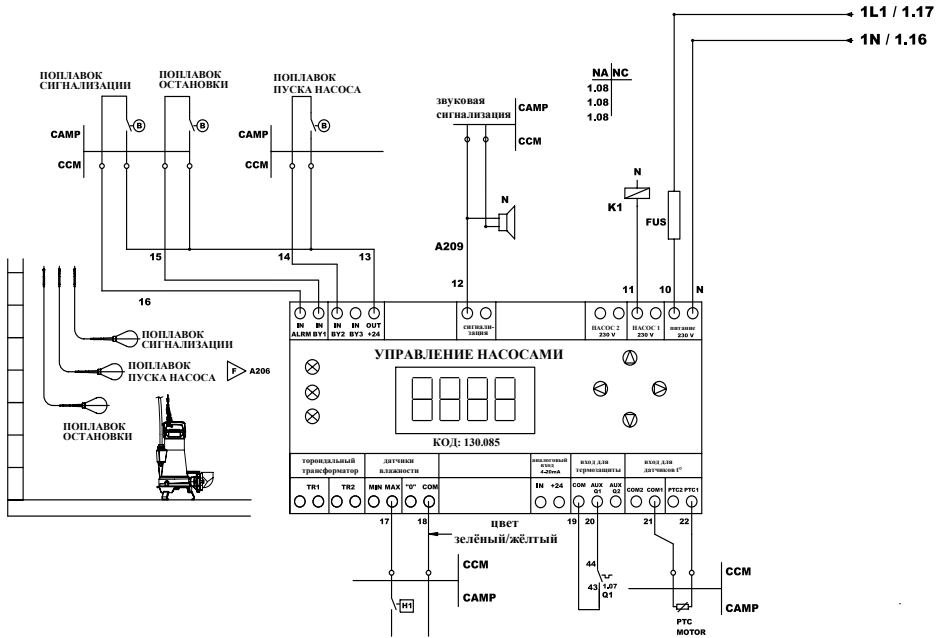 1L1 / 1.17
1N / 1.16
ПОПЛАВОК
СИГНАЛИЗАЦИИ
ПОПЛАВОК
ОСТАНОВКИ
ПОПЛАВОК
ПУСКА НАСОСА
B
B
B
CAMP
CCM
CAMP
CCM
звуковая
сигнализация
CAMP
CCM
NA NC
1.08
1.08
1.08
N
K1
FUS
N
A209
15
14
13
16
12
11
10
N
IN
ALRM
IN
BY1
IN
BY2
IN
BY3
OUT
+24
сигнали-
зация
НАСОС 2
230 V
НАСОС 1
230 V
питание
230 V
УПРАВЛЕНИЕ НАСОСАМИ
КОД: 130.085
ПОПЛАВОК
СИГНАЛИЗАЦИИ
ПОПЛАВОК
ПУСКА НАСОСА
F
A206
ПОПЛАВОК
ОСТАНОВКИ
тороидальный
трансформатор
датчики
влажности
аналоговый
вход
4-20mA
вход для
термозащиты
вход для
датчиков t°
TR1
TR2
MIN MAX
"0" COM
IN +24
COM
AUX
Q1
AUX
Q2
COM2 COM1
PTC2 PTC1
17
18
19
20
21
22
цвет
зелёный/жёлтый
CCM
CAMP
H1
44
43
1.07
Q1
CCM
CAMP
PTC
MOTOR